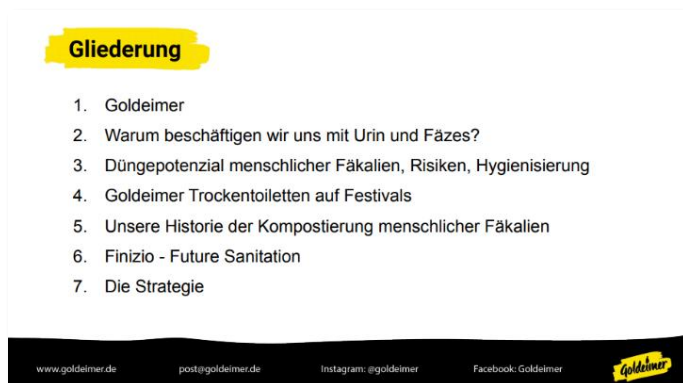 Gliederung
1. Goldeimer
2. Warum beschäftigen wir uns mit Urin und Fäzes?
3. Düngepotenzial menschlicher Fäkalien, Risiken, Hygienisierung
4. Goldeimer Trockentoiletten auf Festivals
5. Unsere Historie der Kompostierung menschlicher Fäkalien
6. Finizio - Future Sanitation
7. Die Strategie
www.goldeimer.de post@goldeimer.de Instagram: @goldeimer Facebook: Goldeimer Goldeimer